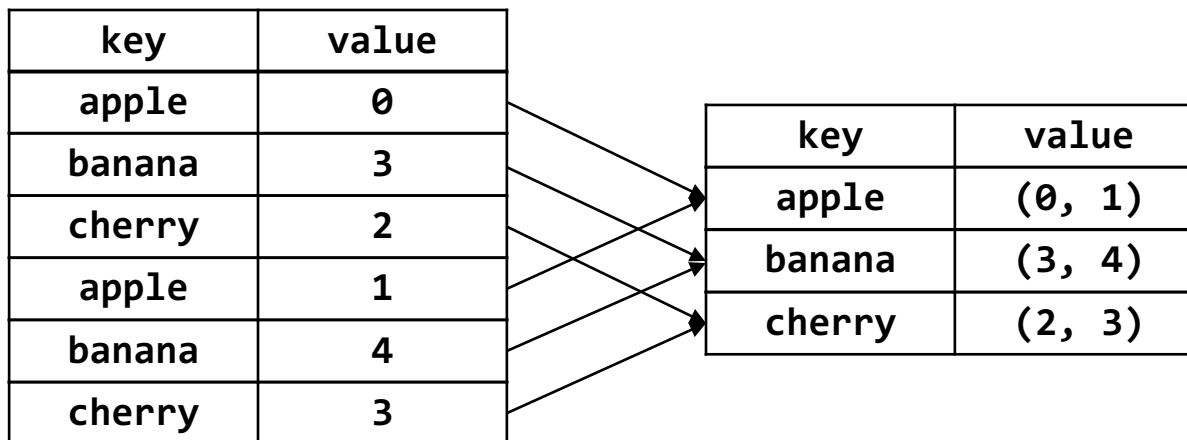 key value
apple 0
banana 3
cherry 2
apple 1
banana 4
cherry 3
key value
apple (0, 1)
banana (3, 4)
cherry (2, 3)